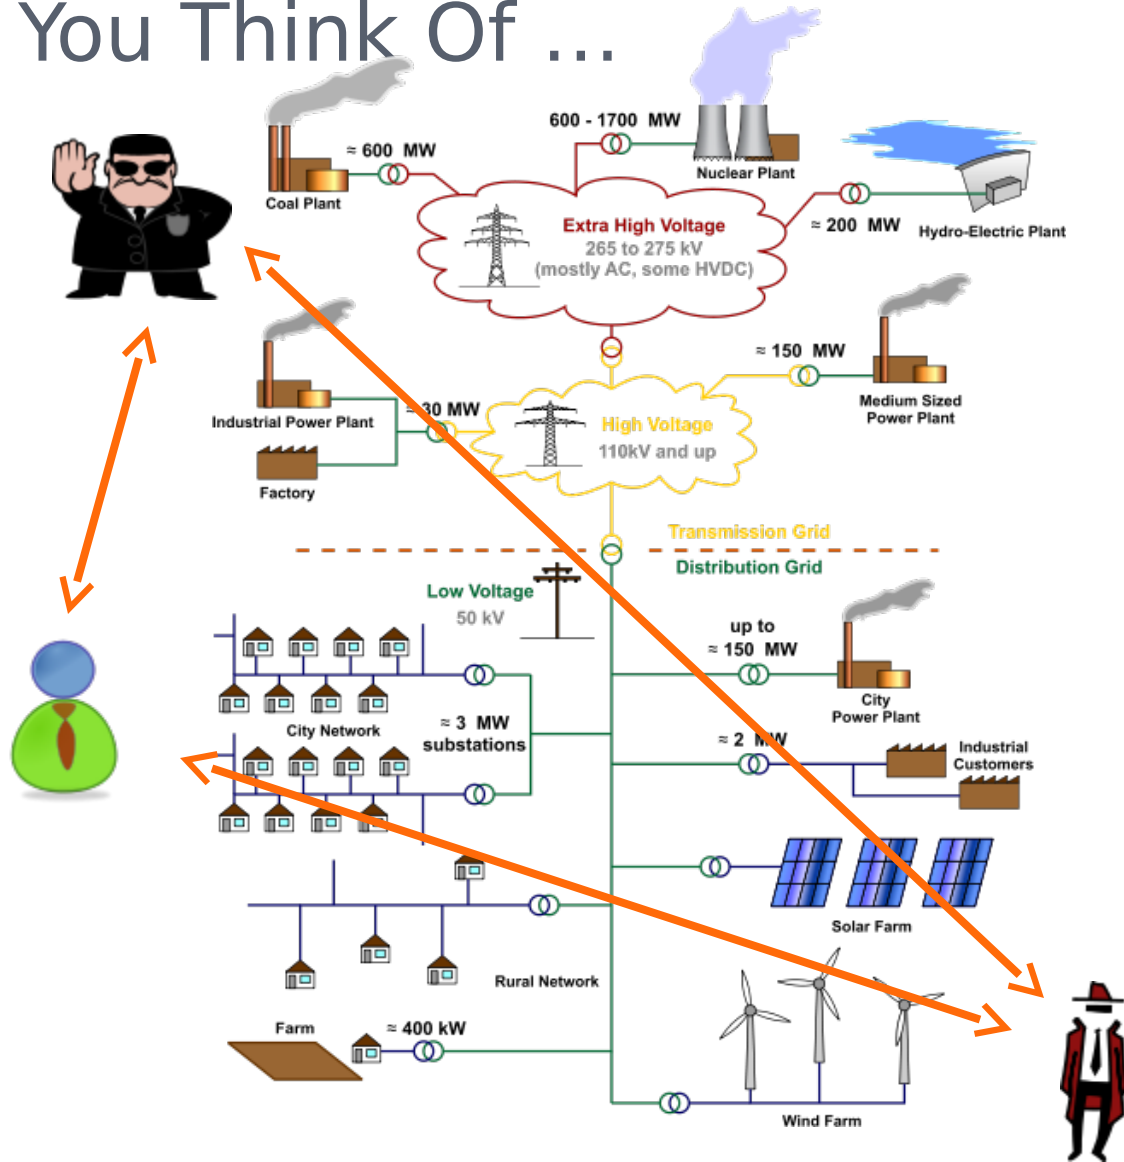 You Think Of ...
600 - 1700 MW
≈ 600 MW
Nuclear Plant
Coal Plant
Extra High Voltage
265 to 275 kV
(mostly AC, some HVDC)
≈ 200 MW
Hydro-Electric Plant
≈ 150 MW
Medium Sized
Power Plant
≈ 30 MW
Industrial Power Plant
High Voltage
110kV and up
Factory
Transmission Grid
Distribution Grid
Low Voltage
50 kV
up to
≈ 150 MW
City
Power Plant
City Network
≈ 3 MW
substations
≈ 2 MW
Industrial
Customers
Solar Farm
Rural Network
Farm
≈ 400 kW
Wind Farm